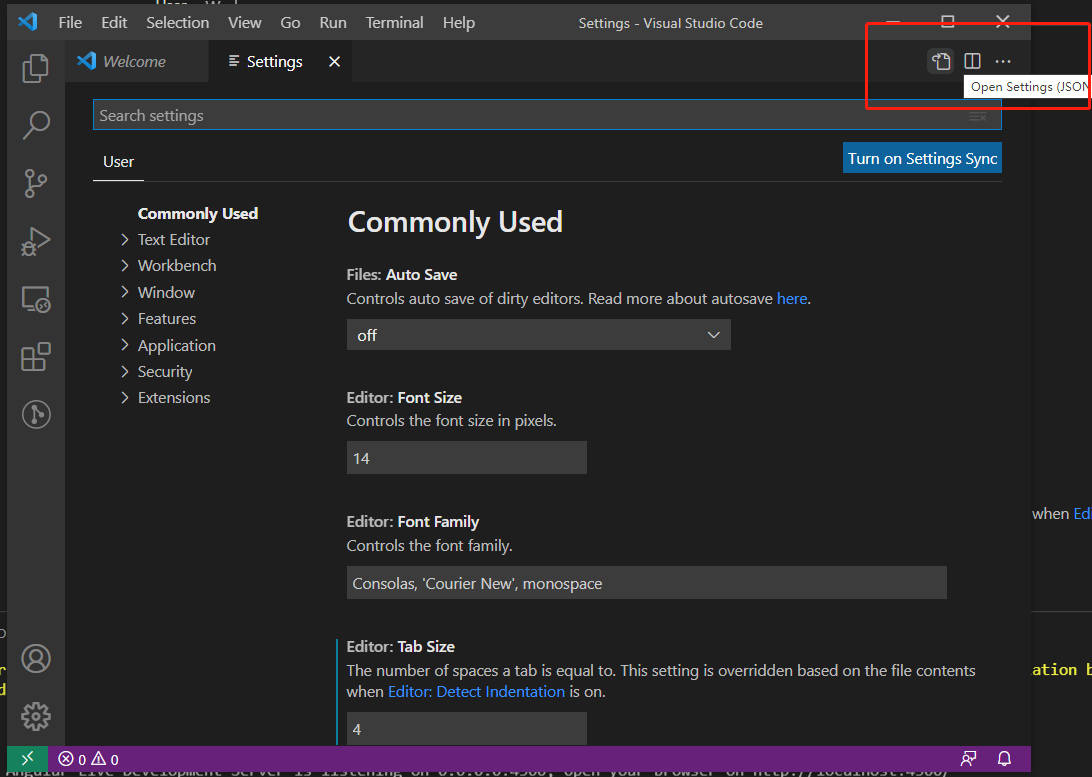 File Edit Selection View Go Run Terminal Help Settings - Visual Studio Code
Welcome Settings
Open Settings (JSON
Search settings
User Turn on Settings Sync
Commonly Used
Text Editor
Workbench
Window
Features
Application
Security
Extensions
Commonly Used
Files: Auto Save
Controls auto save of dirty editors. Read more about autosave here.
off
Editor: Font Size
Controls the font size in pixels.
14
Editor: Font Family
Controls the font family.
Consolas, 'Courier New', monospace
Editor: Tab Size
The number of spaces a tab is equal to. This setting is overridden based on the file contents
when Editor: Detect Indentation is on.
4
when Ed
ation b
0 0
Angular Live Development Server is listening on 0.0.0.0:4300, open your browser on http://localhost:4300/